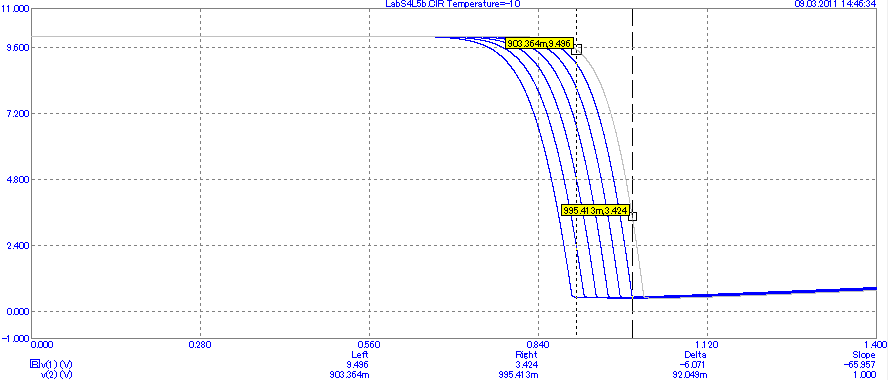 11.000 LabS4L5b.CIR Temperature=-10 09.03.2011 14:46:34
9.600
903.364m,9.496
7.200
4.800
995.413m,3.424
2.400
0.000
-1.000
0.000 0.280 0.560 0.840 1.120 1.400
Left Right Delta Slope
B v(1) (V) 9.496 3.424 -6.071 -65.957
v(2) (V) 903.364m 995.413m 92.049m 1.000